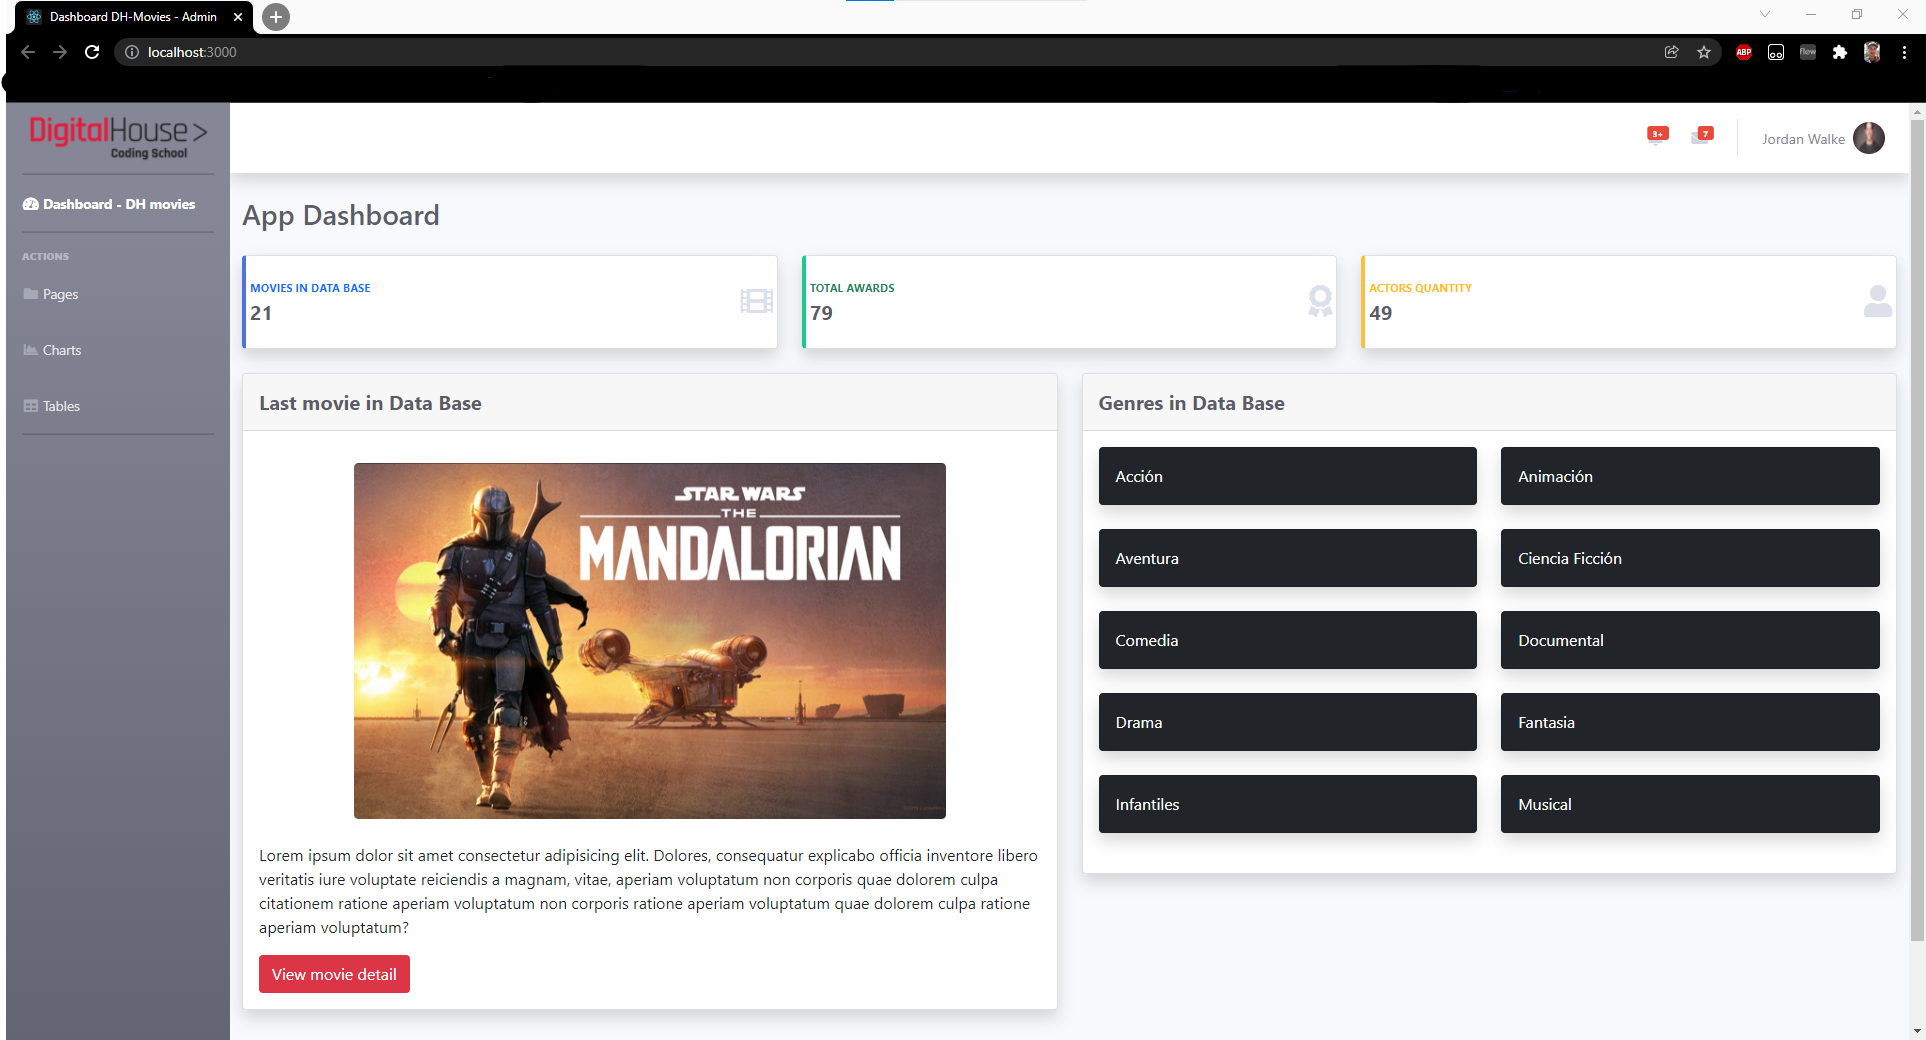 Dashboard DH-Movies - Admin
localhost:3000
ABP
flew
DigitalHouse >
Coding School
3+
7
Jordan Walke
Dashboard - DH movies
ACTIONS
Pages
Charts
Tables
App Dashboard
MOVIES IN DATA BASE
21
TOTAL AWARDS
79
ACTORS QUANTITY
49
Last movie in Data Base
STAR WARS
THE
MANDALORIAN
Lorem ipsum dolor sit amet consectetur adipisicing elit. Dolores, consequatur explicabo officia inventore libero
veritatis iure voluptate reiciendis a magnam, vitae, aperiam voluptatum non corporis quae dolorem culpa
citationem ratione aperiam voluptatum non corporis ratione aperiam voluptatum quae dolorem culpa ratione
aperiam voluptatum?
View movie detail
Genres in Data Base
Acción
Animación
Aventura
Ciencia Ficción
Comedia
Documental
Drama
Fantasia
Infantiles
Musical